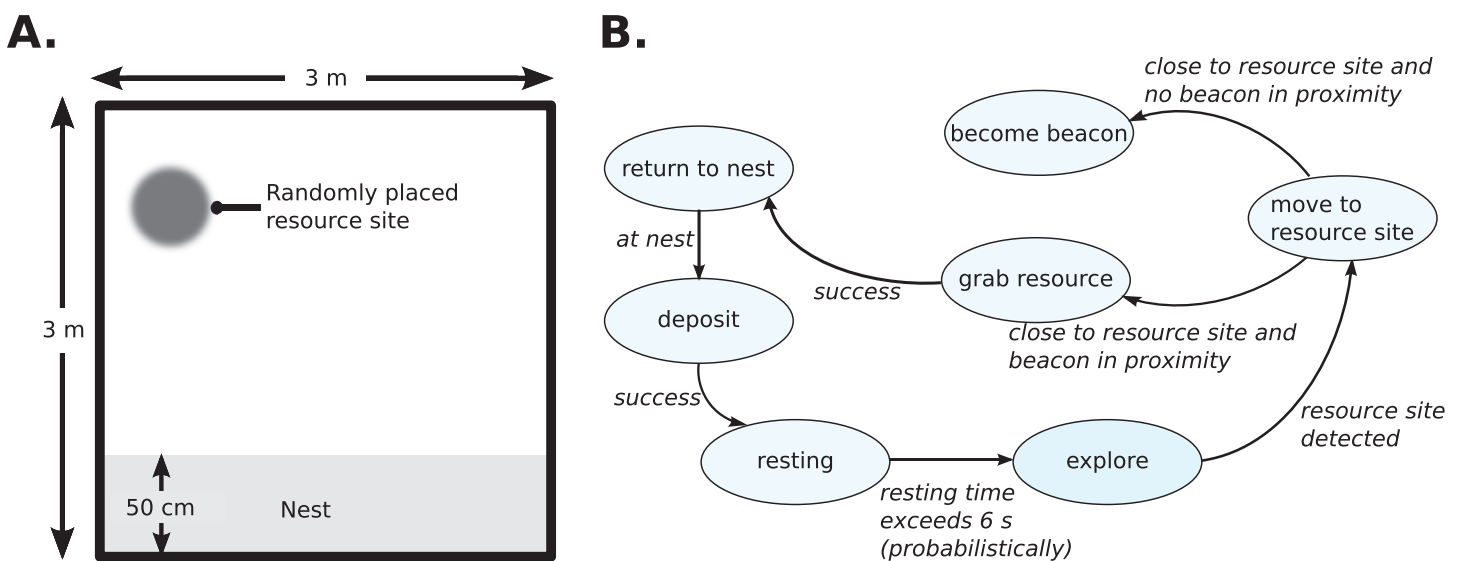 A.
3 m
Randomly placed
resource site
3 m
50 cm
Nest
B.
close to resource site and
no beacon in proximity
become beacon
return to nest
move to
resource site
at nest
grab resource
success
deposit
close to resource site and
beacon in proximity
success
resource site
detected
resting
explore
resting time
exceeds 6 s
(probabilistically)